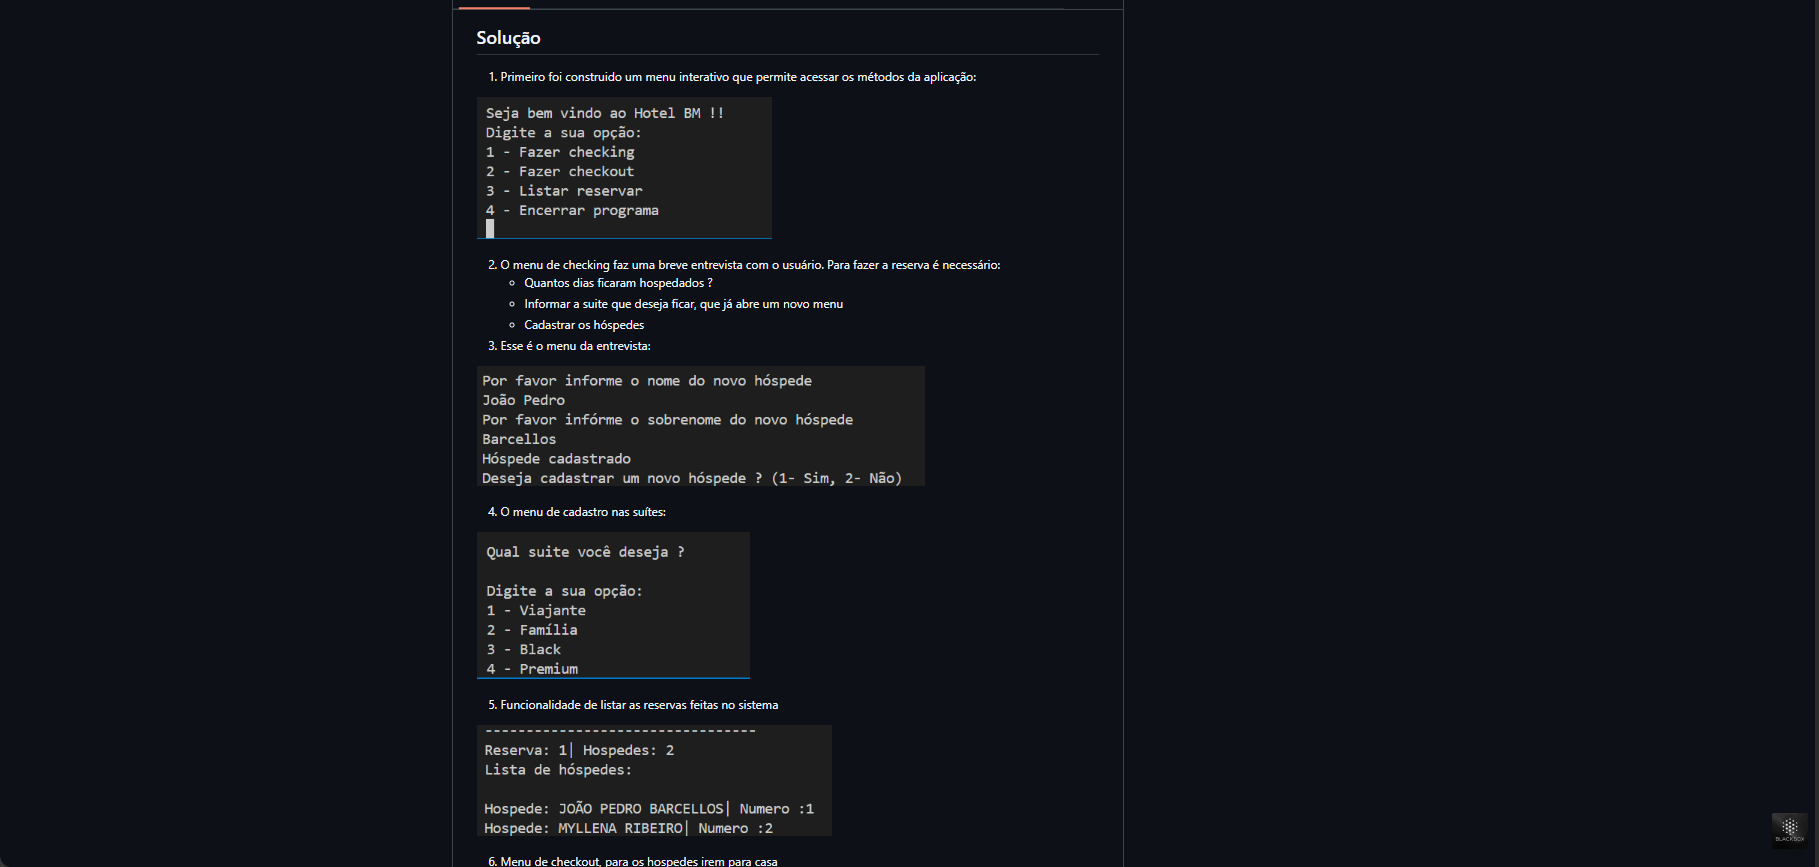 Solução
1. Primeiro foi construido um menu interativo que permite acessar os métodos da aplicação:
Seja bem vindo ao Hotel BM !!
Digite a sua opção:
1 - Fazer checking
2 - Fazer checkout
3 - Listar reservar
4 - Encerrar programa
2. O menu de checking faz uma breve entrevista com o usuário. Para fazer a reserva é necessário:
Quantos dias ficaram hospedados ?
Informar a suite que deseja ficar, que já abre um novo menu
Cadastrar os hóspedes
3. Esse é o menu da entrevista:
Por favor informe o nome do novo hóspede
João Pedro
Por favor infórme o sobrenome do novo hóspede
Barcellos
Hóspede cadastrado
Deseja cadastrar um novo hóspede ? (1- Sim, 2- Não)
4. O menu de cadastro nas suítes:
Qual suite você deseja ?
Digite a sua opção:
1 - Viajante
2 - Família
3 - Black
4 - Premium
5. Funcionalidade de listar as reservas feitas no sistema
---------------------------------
Reserva: 1| Hospedes: 2
Lista de hóspedes:
Hospede: JOÃO PEDRO BARCELLOS| Numero :1
Hospede: MYLLENA RIBEIRO| Numero :2
6. Menu de checkout, para os hospedes irem para casa
BLACKBOX